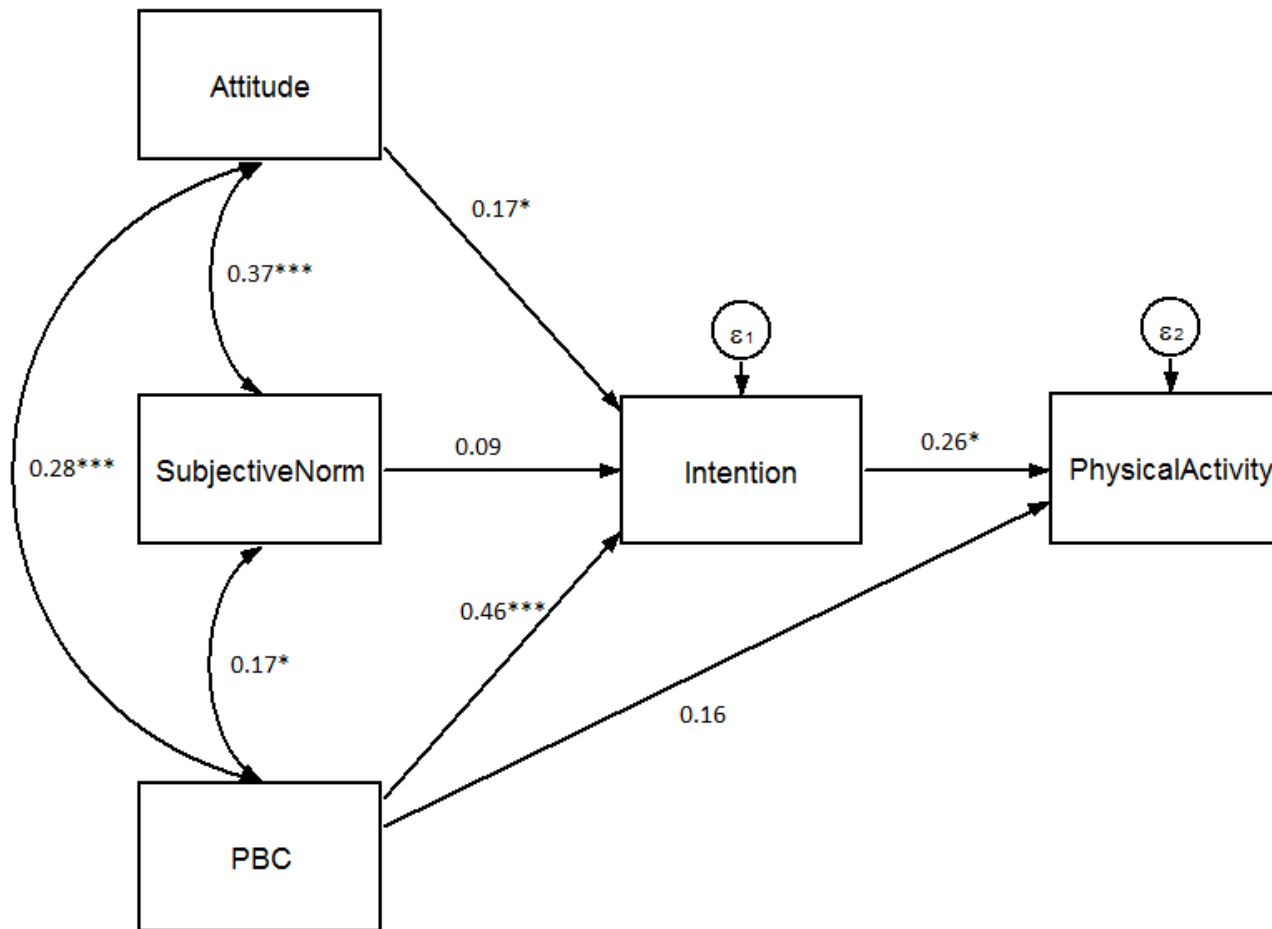 Attitude
0.17*
0.37***
ε1
ε2
0.28***
SubjectiveNorm
0.09
Intention
0.26*
PhysicalActivity
0.46***
0.17*
0.16
PBC